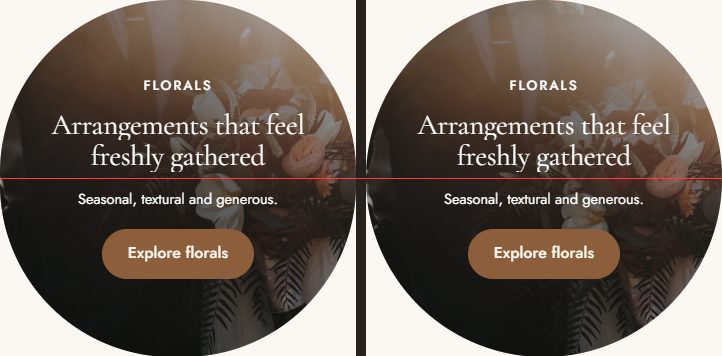 FLORALS
Arrangements that feel
freshly gathered
Seasonal, textural and generous.
Explore florals
FLORALS
Arrangements that feel
freshly gathered
Seasonal, textural and generous.
Explore florals